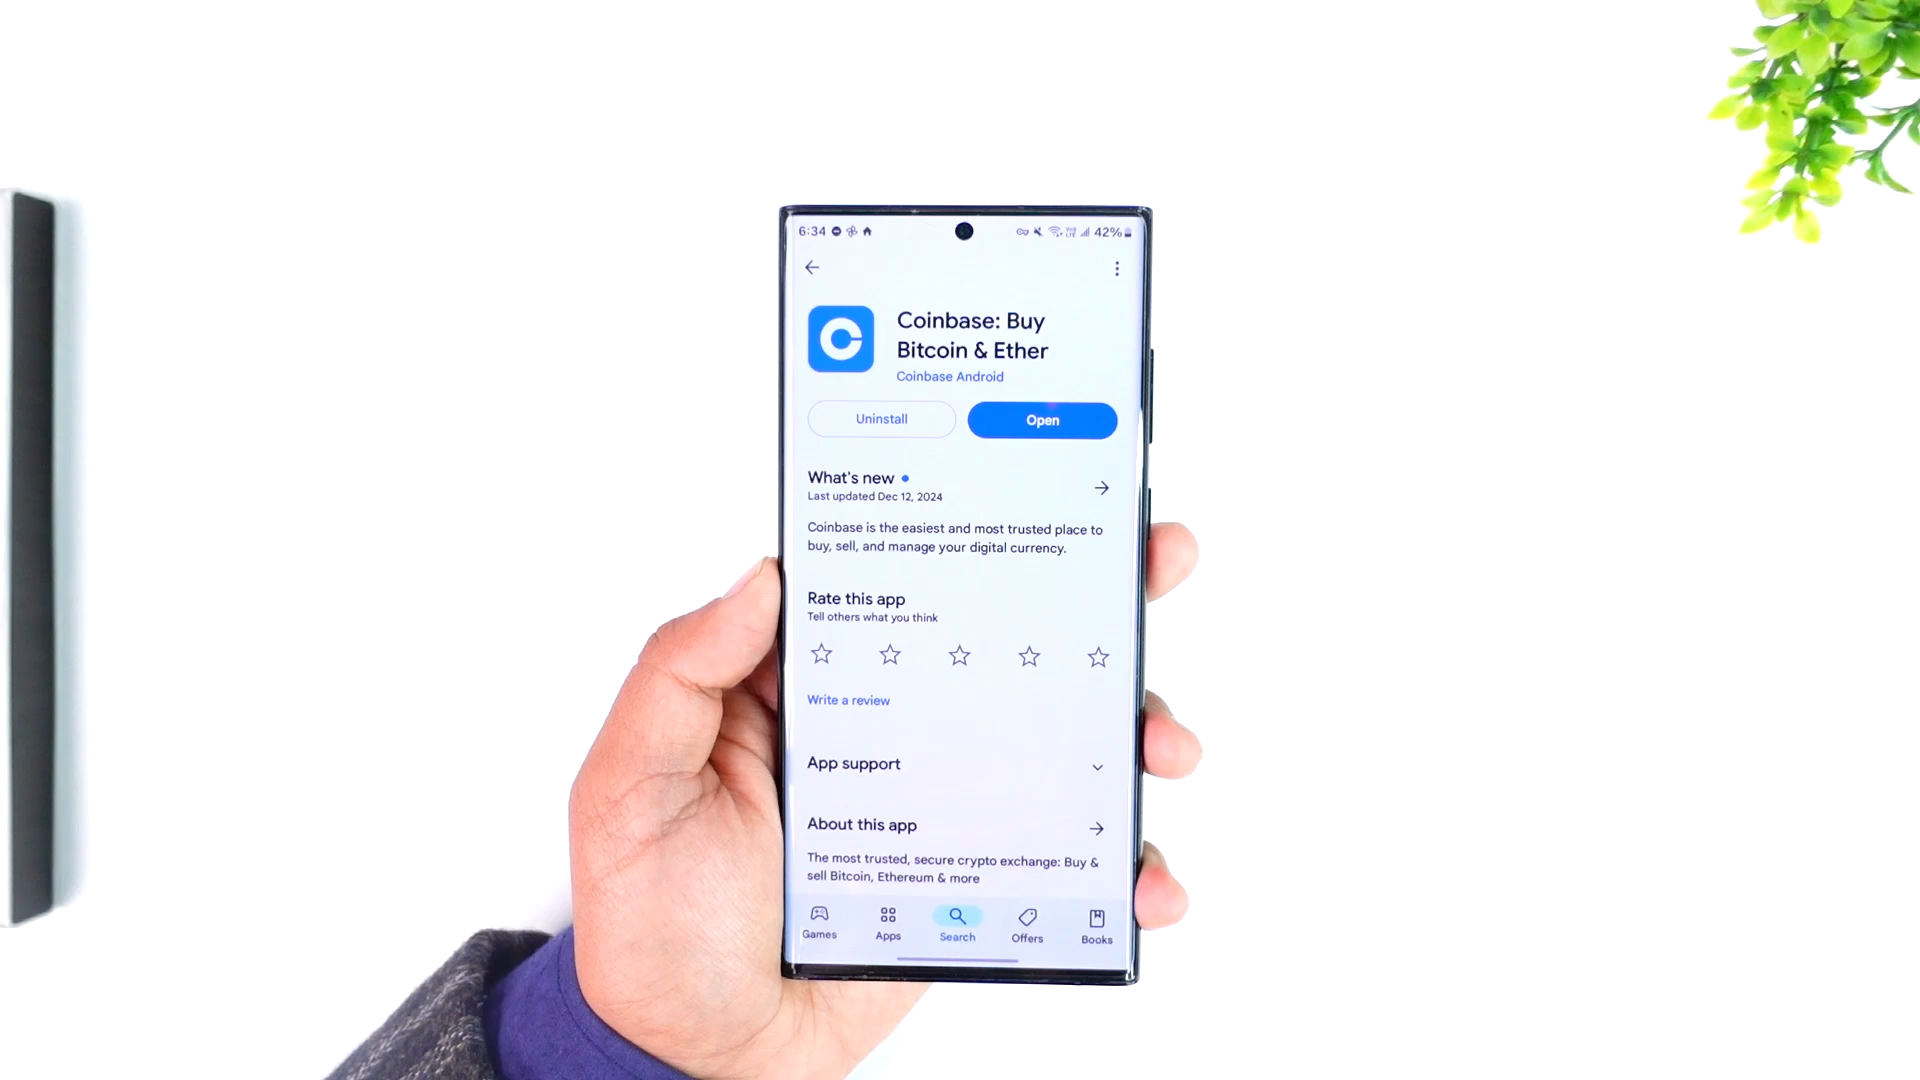 6:34 42%
Coinbase: Buy
Bitcoin & Ether
Coinbase Android
Uninstall Open
What's new
Last updated Dec 12, 2024
Coinbase is the easiest and most trusted place to
buy, sell, and manage your digital currency.
Rate this app
Tell others what you think
Write a review
App support
About this app
The most trusted, secure crypto exchange: Buy &
sell Bitcoin, Ethereum & more
Games Apps Search Offers Books